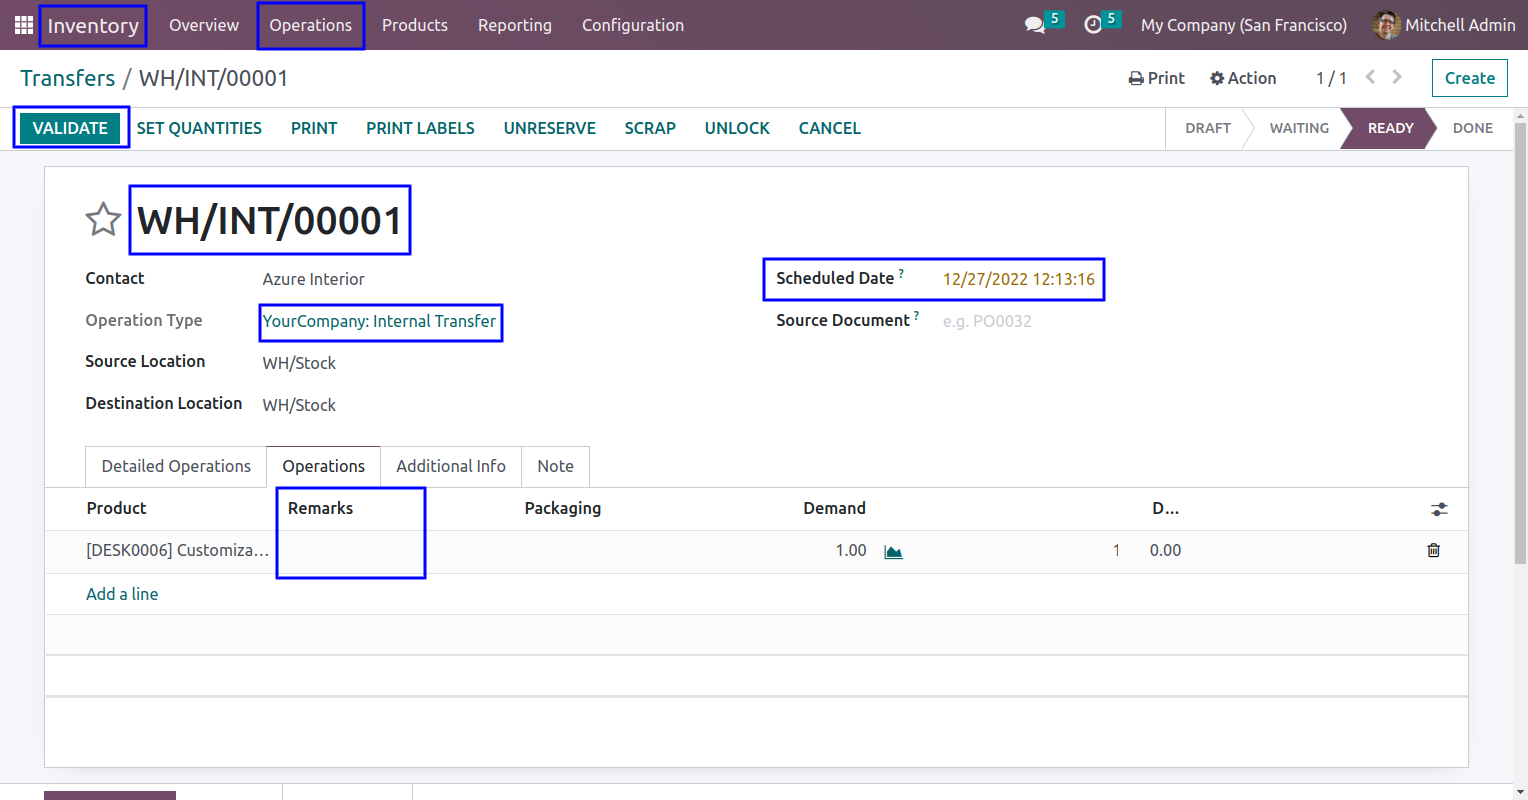 Inventory Overview Operations Products Reporting Configuration 5 5 My Company (San Francisco) Mitchell Admin
Transfers / WH/INT/00001 Print Action 1 / 1 Create
VALIDATE SET QUANTITIES PRINT PRINT LABELS UNRESERVE SCRAP UNLOCK CANCEL DRAFT WAITING READY DONE
WH/INT/00001
Contact Azure Interior Scheduled Date ? 12/27/2022 12:13:16
Operation Type YourCompany: Internal Transfer Source Document ? e.g. PO0032
Source Location WH/Stock
Destination Location WH/Stock
Detailed Operations Operations Additional Info Note
Product Remarks Packaging Demand D...
[DESK0006] Customiza... 1.00 1 0.00
Add a line